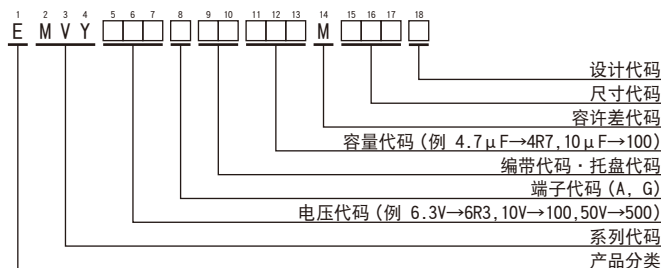 1 2 3 4 5 6 7 8 9 10 11 12 13 14 15 16 17 18
E M V Y □□□ □ □□ □□□ M □□□ □
设计代码
尺寸代码
容许差代码
容量代码(例 4.7μF→4R7,10μF→100)
编带代码・托盘代码
端子代码(A, G)
电压代码(例 6.3V→6R3,10V→100,50V→500)
系列代码
产品分类